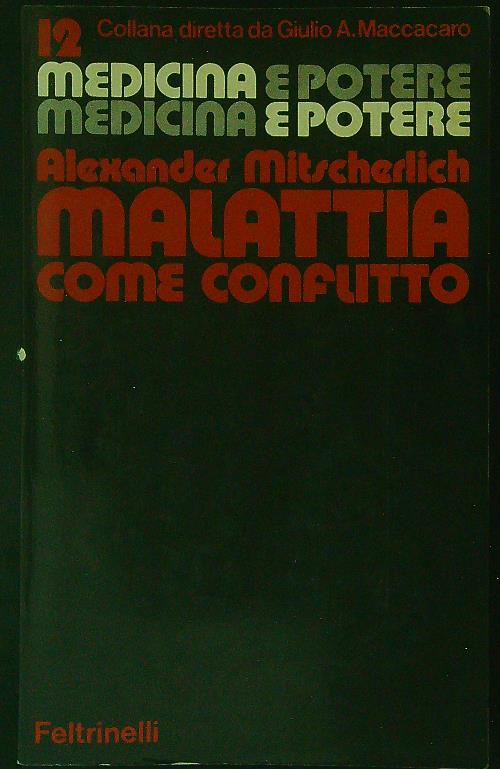 12 Collana diretta da Giulio A. Maccacaro
MEDICINA E POTERE
MEDICINA E POTERE
Alexander Mitscherlich
MALATTIA
COME CONFLITTO
Feltrinelli